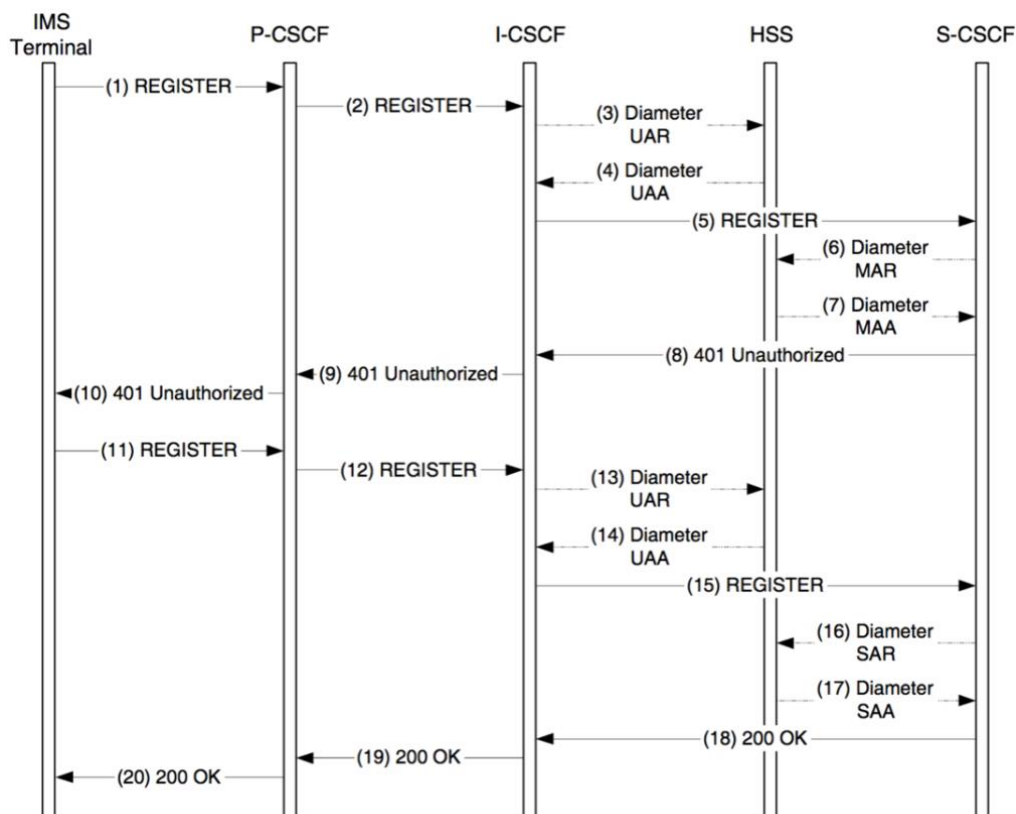 IMS
Terminal
P-CSCF
I-CSCF
HSS
S-CSCF
(1) REGISTER
(2) REGISTER
(3) Diameter
UAR
(4) Diameter
UAA
(5) REGISTER
(6) Diameter
MAR
(7) Diameter
MAA
(8) 401 Unauthorized
(9) 401 Unauthorized
(10) 401 Unauthorized
(11) REGISTER
(12) REGISTER
(13) Diameter
UAR
(14) Diameter
UAA
(15) REGISTER
(16) Diameter
SAR
(17) Diameter
SAA
(18) 200 OK
(19) 200 OK
(20) 200 OK